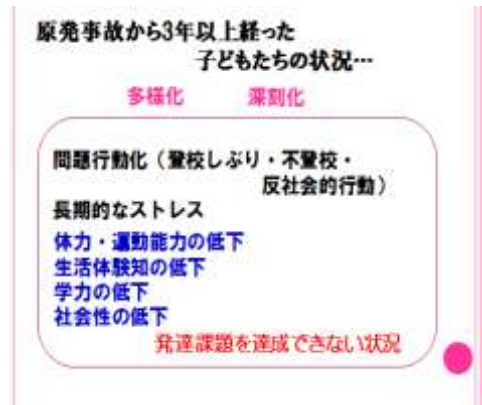 原発事故から3年以上経った
子どもたちの状況…
多様化　深刻化
問題行動化（登校しぶり・不登校・
反社会的行動）
長期的なストレス
体力・運動能力の低下
生活体験知の低下
学力の低下
社会性の低下
発達課題を達成できない状況